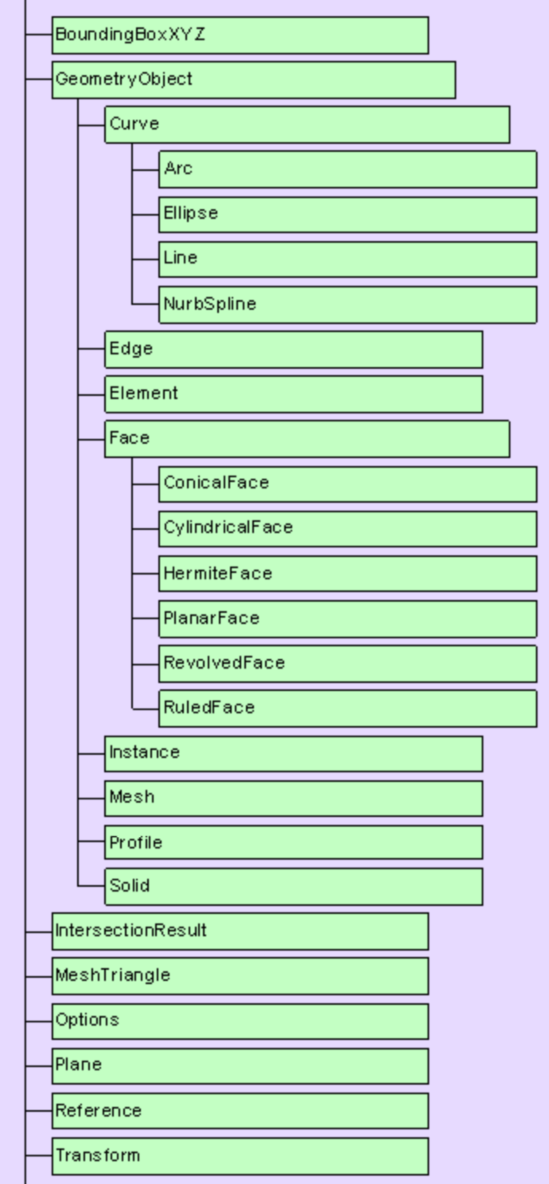 BoundingBoxXYZ
GeometryObject
Curve
Arc
Ellipse
Line
NurbSpline
Edge
Element
Face
ConicalFace
CylindricalFace
HermiteFace
PlanarFace
RevolvedFace
RuledFace
Instance
Mesh
Profile
Solid
IntersectionResult
MeshTriangle
Options
Plane
Reference
Transform